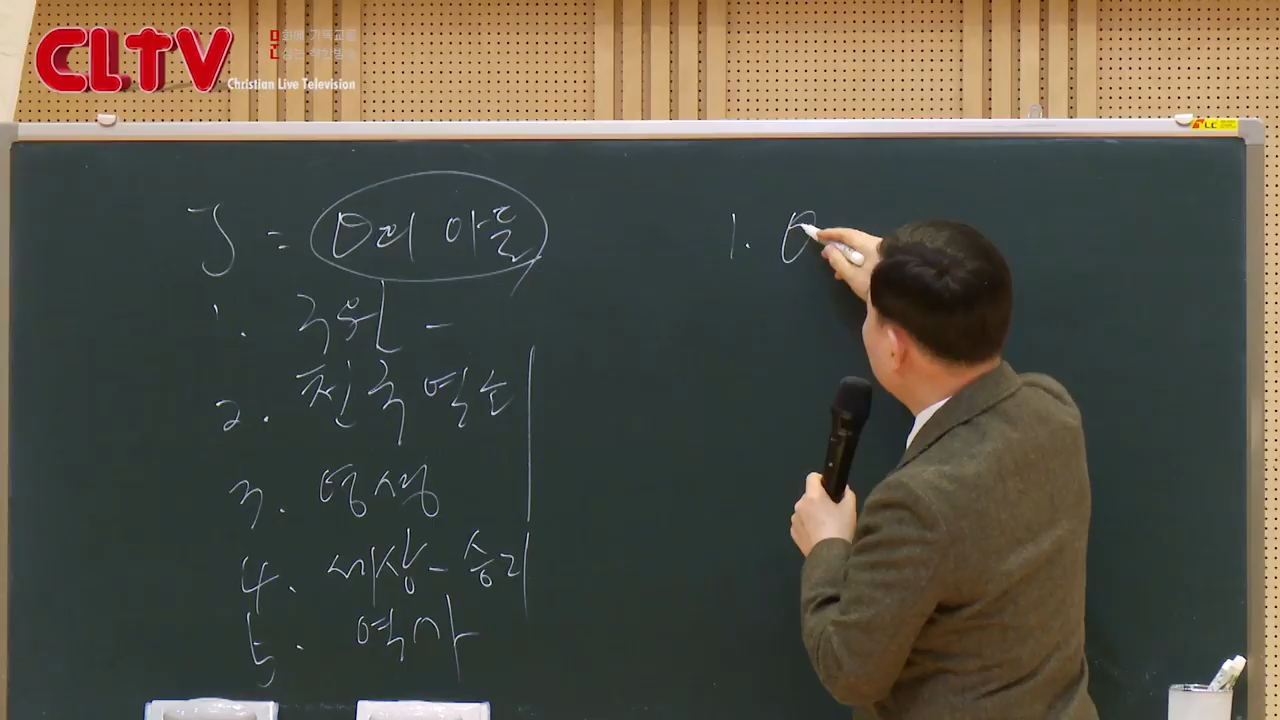 CLTV
Christian Live Television
J = θ의 아들
1. 구원 -
2. 천국 열쇠
3. 영생
4. 세상 - 승리
5. 역사
1. θ